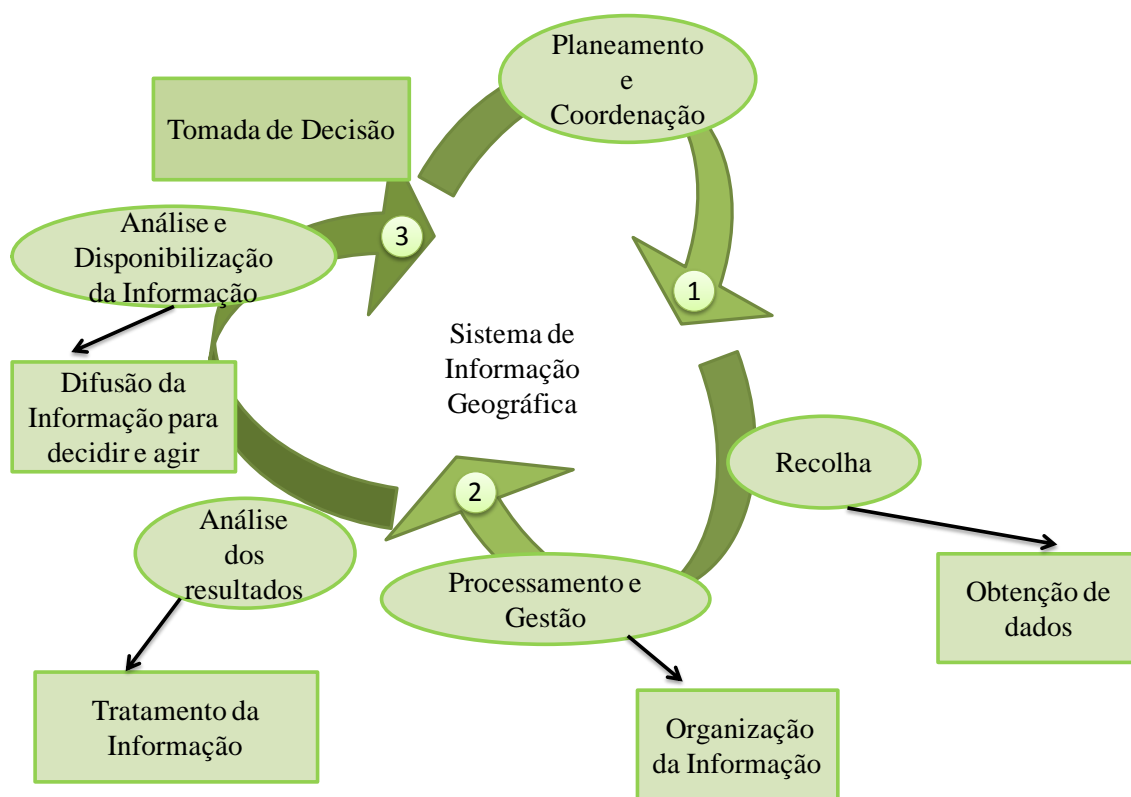 Planeamento
e
Coordenação
Tomada de Decisão
3
Análise e
Disponibilização
da Informação
1
Sistema de
Informação
Geográfica
Difusão da
Informação para
decidir e agir
Recolha
2
Análise
dos
resultados
Processamento e
Gestão
Obtenção de
dados
Tratamento da
Informação
Organização
da Informação